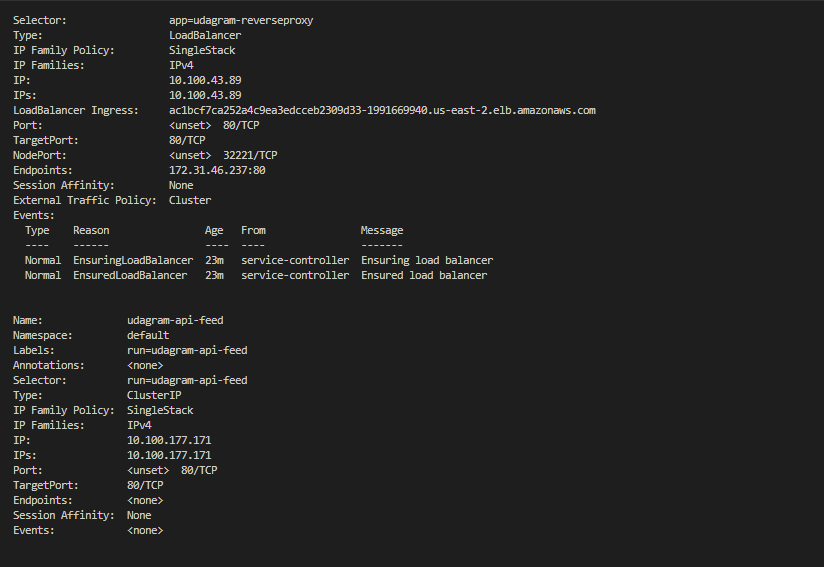 Selector:                 app=udagram-reverseproxy
Type:                     LoadBalancer
IP Family Policy:         SingleStack
IP Families:              IPv4
IP:                       10.100.43.89
IPs:                      10.100.43.89
LoadBalancer Ingress:     ac1bcf7ca252a4c9ea3edcceb2309d33-1991669940.us-east-2.elb.amazonaws.com
Port:                     <unset>  80/TCP
TargetPort:               80/TCP
NodePort:                 <unset>  32221/TCP
Endpoints:                172.31.46.237:80
Session Affinity:         None
External Traffic Policy:  Cluster
Events:
  Type    Reason                Age   From                Message
  ----    ------                ----  ----                -------
  Normal  EnsuringLoadBalancer  23m   service-controller  Ensuring load balancer
  Normal  EnsuredLoadBalancer   23m   service-controller  Ensured load balancer
Name:              udagram-api-feed
Namespace:         default
Labels:            run=udagram-api-feed
Annotations:       <none>
Selector:          run=udagram-api-feed
Type:              ClusterIP
IP Family Policy:  SingleStack
IP Families:       IPv4
IP:                10.100.177.171
IPs:               10.100.177.171
Port:              <unset>  80/TCP
TargetPort:        80/TCP
Endpoints:         <none>
Session Affinity:  None
Events:            <none>